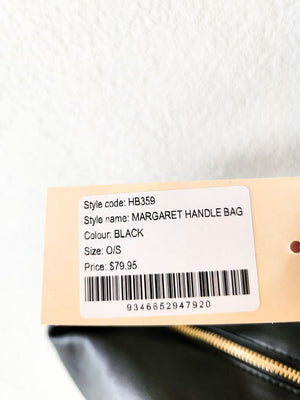 Style code: HB359
Style name: MARGARET HANDLE BAG
Colour: BLACK
Size: O/S
Price: $79.95
9346652947920